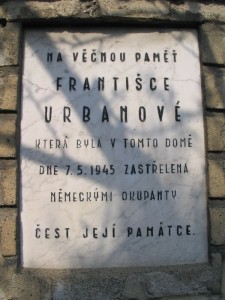 NA VĚČNOU PAMĚŤ
FRANTIŠCE
URBANOVÉ
KTERÁ BYLA V TOMTO DOMĚ
DNE 7. 5. 1945 ZASTŘELENA
NĚMECKÝMI OKUPANTY
ČEST JEJÍ PAMÁTCE.